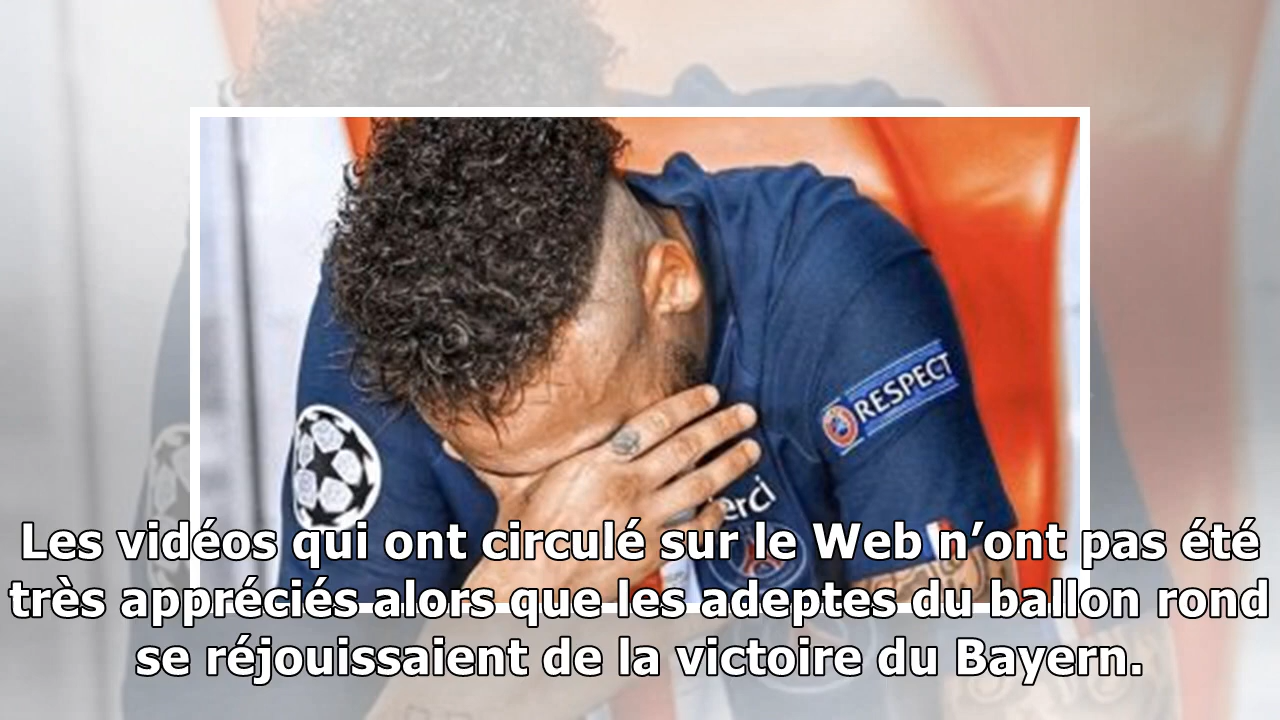 RESPECT
erci
Les vidéos qui ont circulé sur le Web n’ont pas été
très appréciés alors que les adeptes du ballon rond
se réjouissaient de la victoire du Bayern.